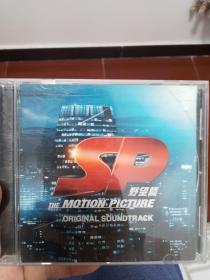 SP
野望篇
THE MOTION PICTURE
ORIGINAL SOUNDTRACK